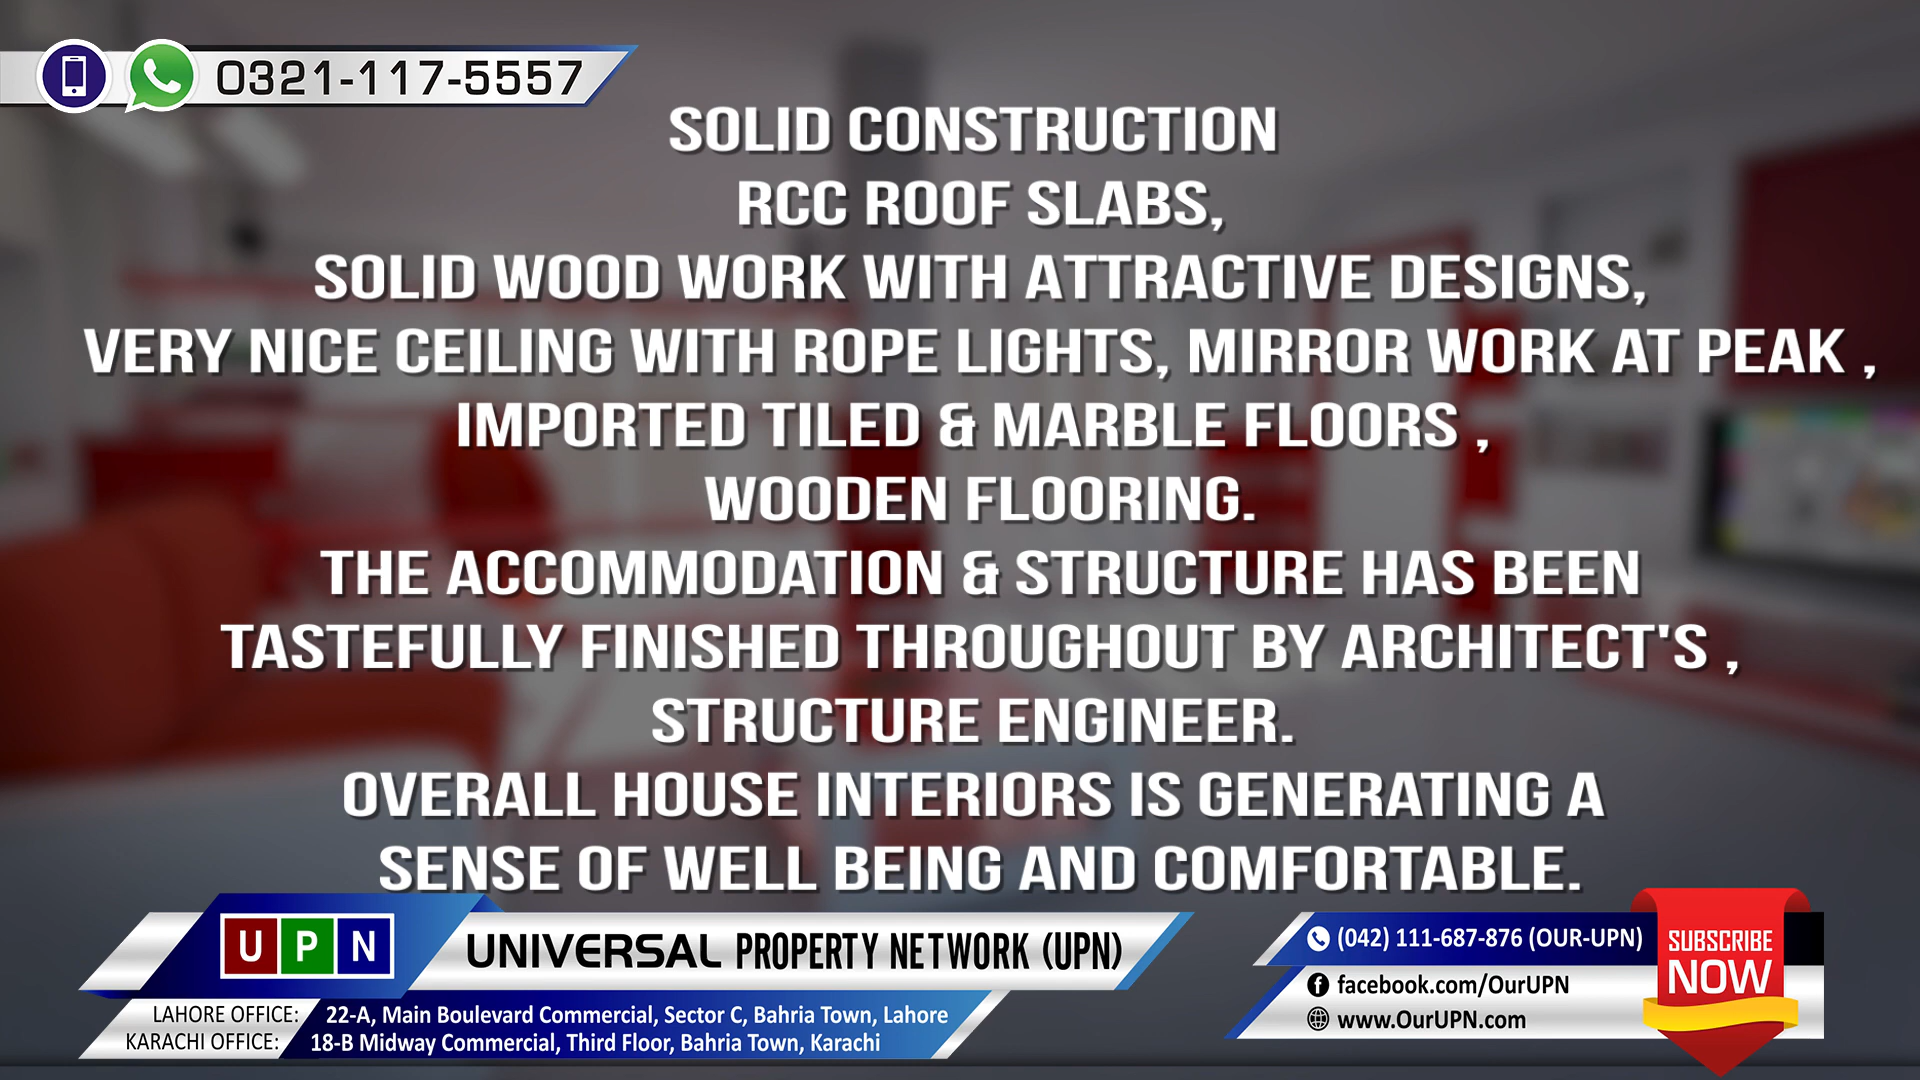 0321-117-5557
SOLID CONSTRUCTION
RCC ROOF SLABS,
SOLID WOOD WORK WITH ATTRACTIVE DESIGNS,
VERY NICE CEILING WITH ROPE LIGHTS, MIRROR WORK AT PEAK ,
IMPORTED TILED & MARBLE FLOORS ,
WOODEN FLOORING.
THE ACCOMMODATION & STRUCTURE HAS BEEN
TASTEFULLY FINISHED THROUGHOUT BY ARCHITECT'S ,
STRUCTURE ENGINEER.
OVERALL HOUSE INTERIORS IS GENERATING A
SENSE OF WELL BEING AND COMFORTABLE.
UPN
UNIVERSAL PROPERTY NETWORK (UPN)
LAHORE OFFICE: 22-A, Main Boulevard Commercial, Sector C, Bahria Town, Lahore
KARACHI OFFICE: 18-B Midway Commercial, Third Floor, Bahria Town, Karachi
(042) 111-687-876 (OUR-UPN)
facebook.com/OurUPN
www.OurUPN.com
SUBSCRIBE
NOW